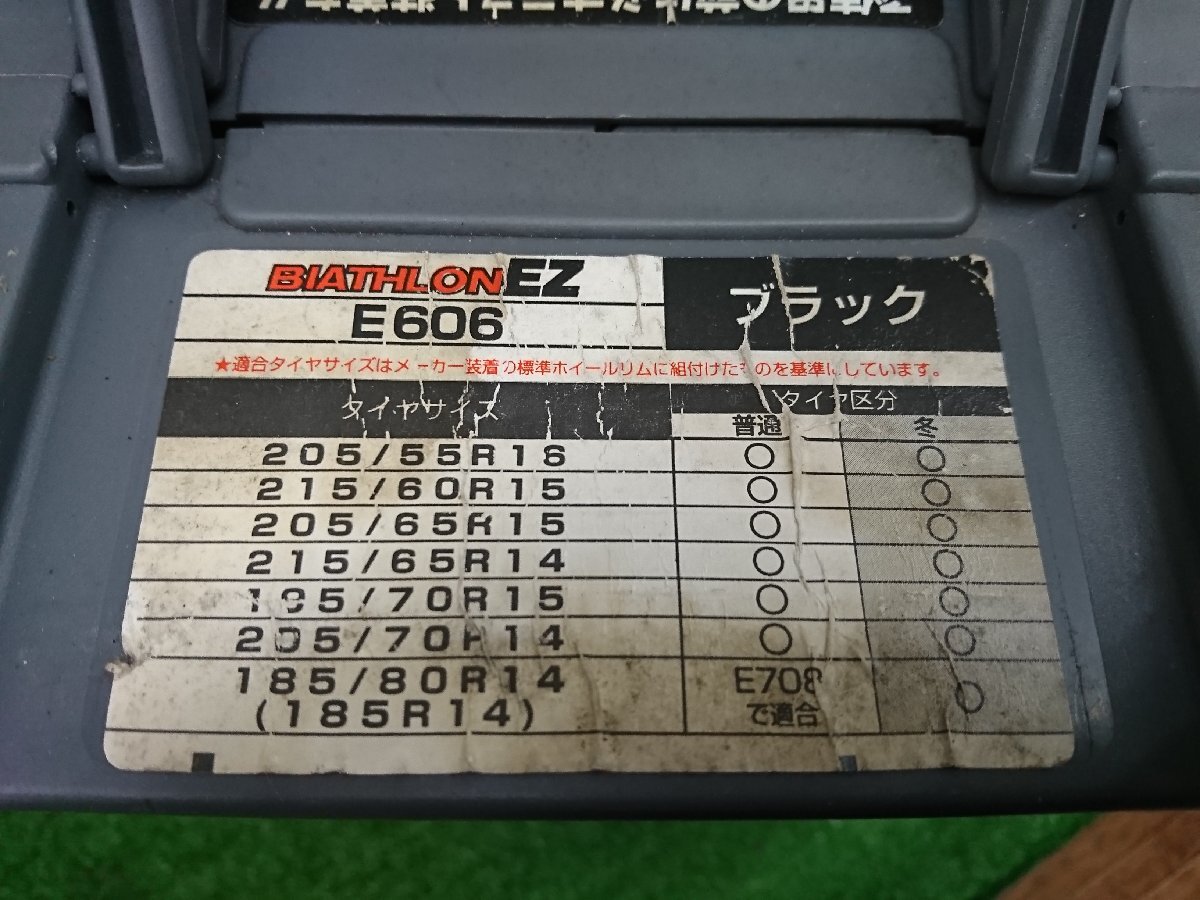 BIATHLON EZ
E606
ブラック
★適合タイヤサイズはメーカー装着の標準ホイールリムに組付けたものを基準にしています。
タイヤサイズ タイヤ区分
普通 冬
205/55R16 ○ ○
215/60R15 ○ ○
205/65R15 ○ ○
215/65R14 ○ ○
195/70R15 ○ ○
205/70R14 ○ ○
185/80R14 E708 ○
(185R14) で適合